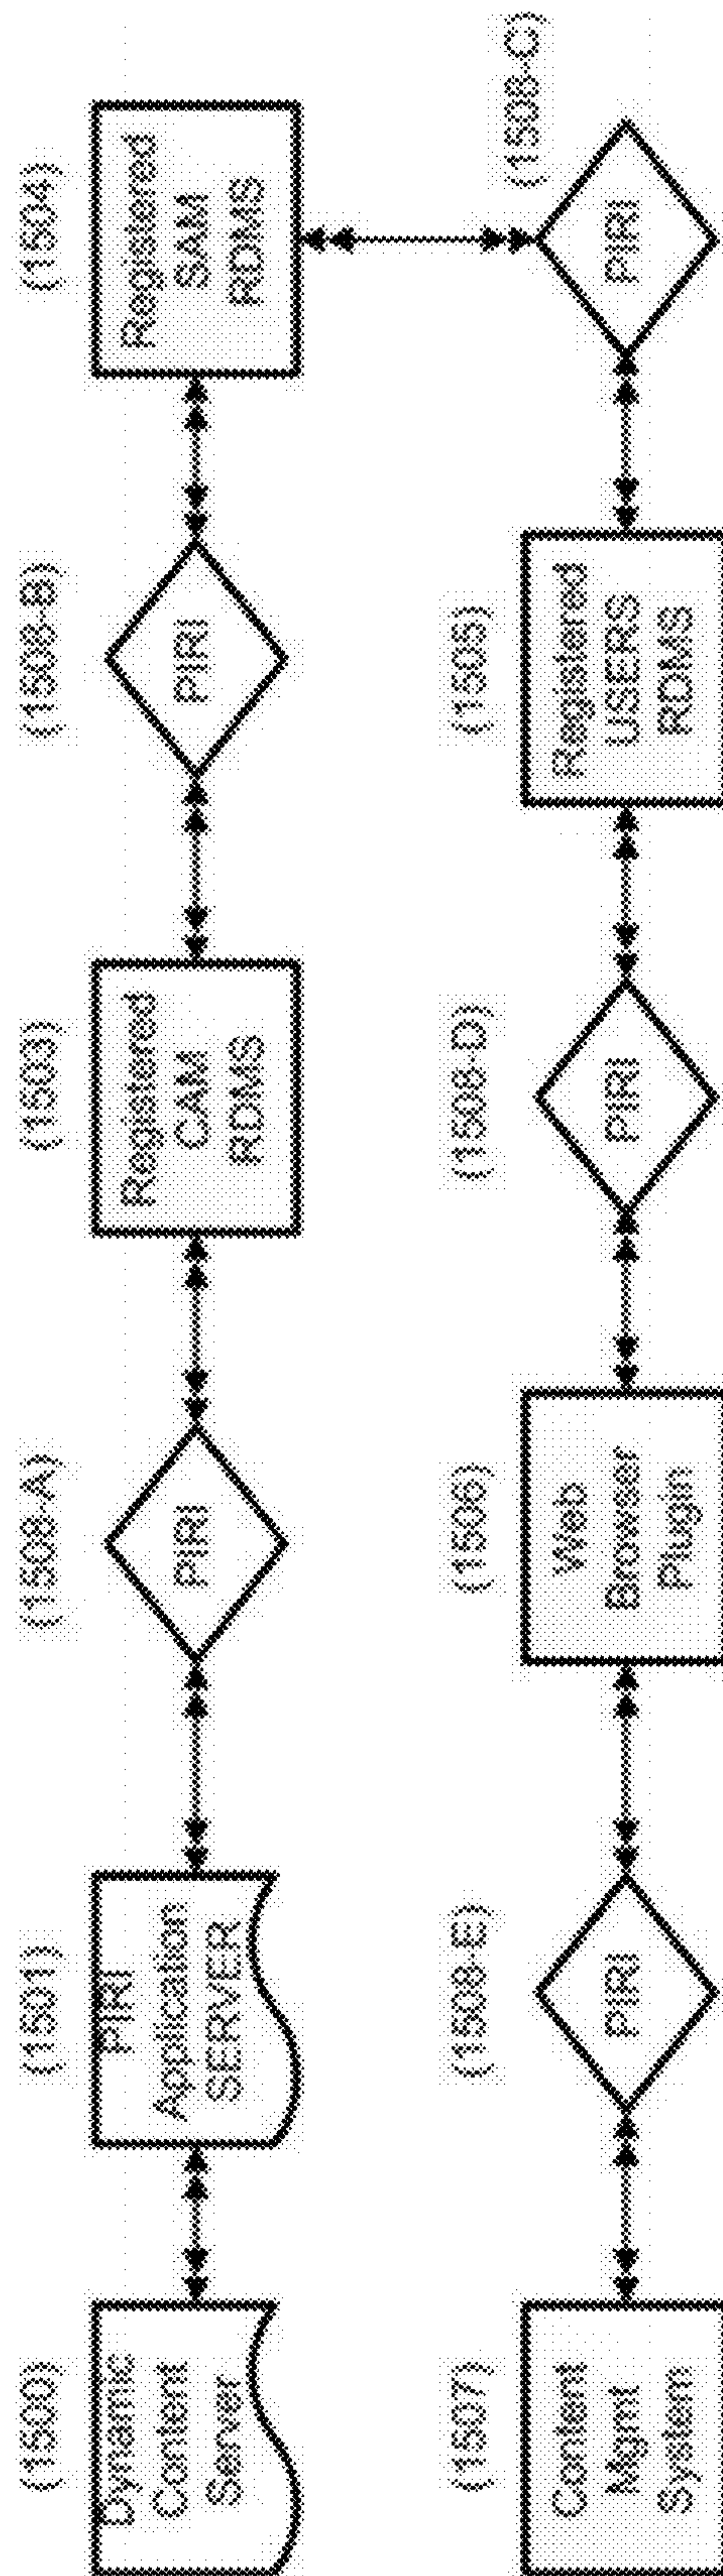 (1500)
Dynamic
Content
Server
(1501)
PIRI
Application
SERVER
(1508-A)
PIRI
(1503)
Registered
CAM
RDMS
(1508-B)
PIRI
(1504)
Registered
SAM
RDMS
(1507)
Content
Mgmt
System
(1508-E)
PIRI
(1506)
Web
Browser
Plugin
(1508-D)
PIRI
(1505)
Registered
USERS
RDMS
(1508-C)
PIRI